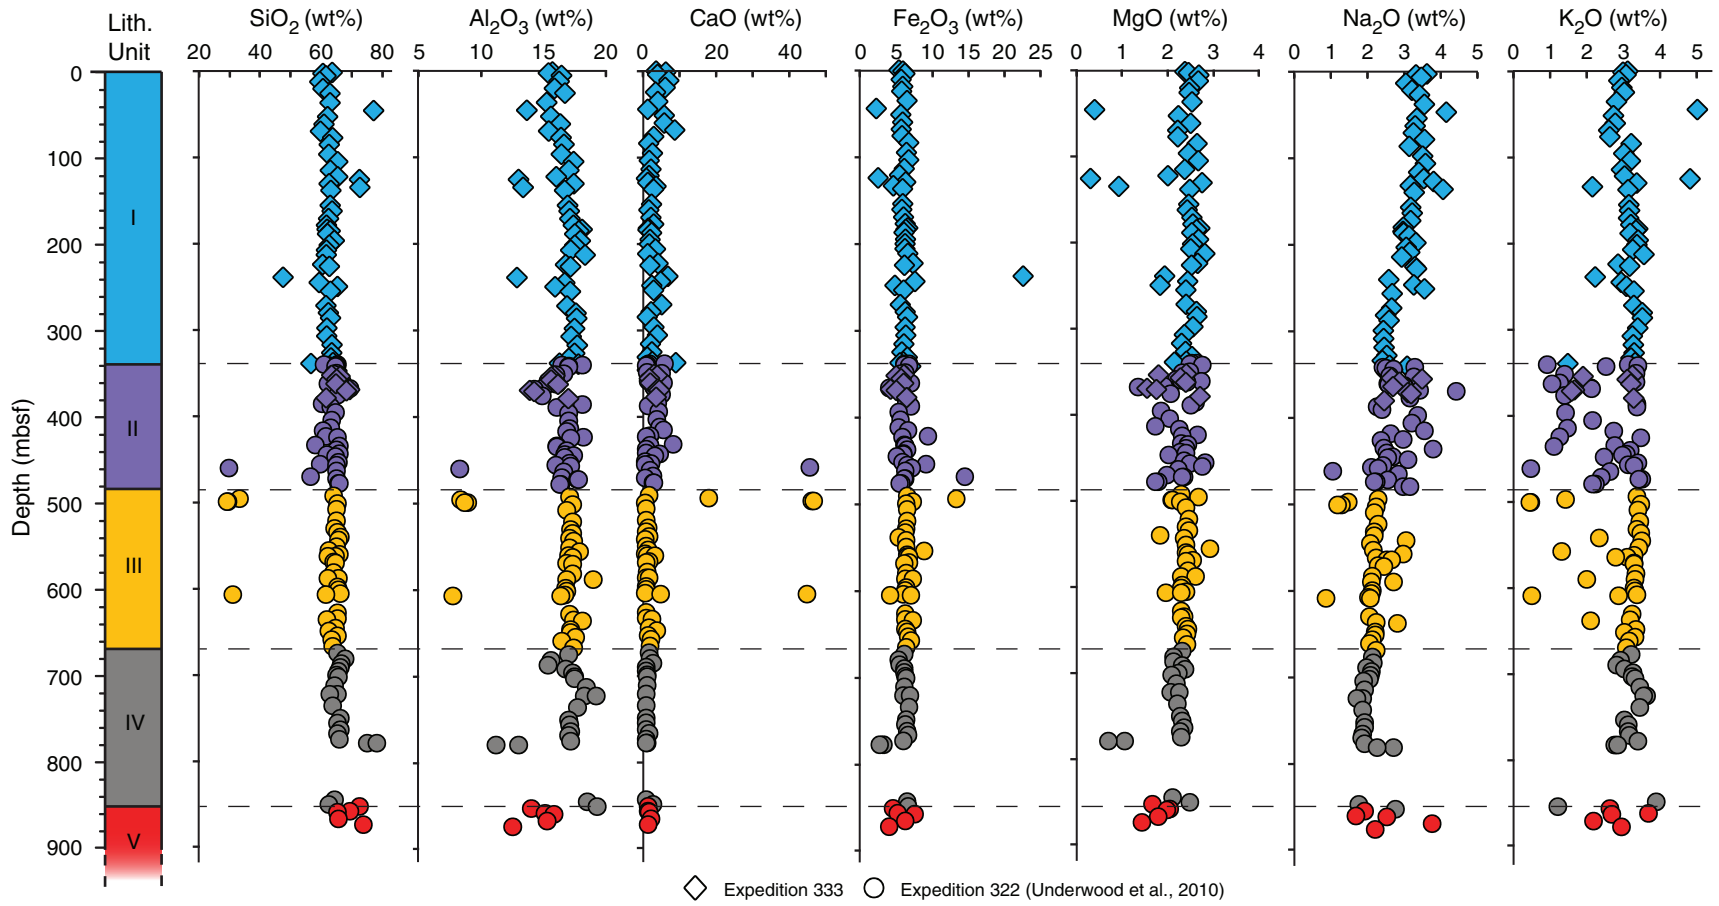 Lith.
Unit
SiO2 (wt%)
Al2O3 (wt%)
CaO (wt%)
Fe2O3 (wt%)
MgO (wt%)
Na2O (wt%)
K2O (wt%)
20 40 60 80
5 10 15 20
0 20 40
0 5 10 15 20 25
0 1 2 3 4
0 1 2 3 4 5
0 1 2 3 4 5
0
100
200
300
400
500
600
700
800
900
Depth (mbsf)
I
II
III
IV
V
Expedition 333
Expedition 322 (Underwood et al., 2010)